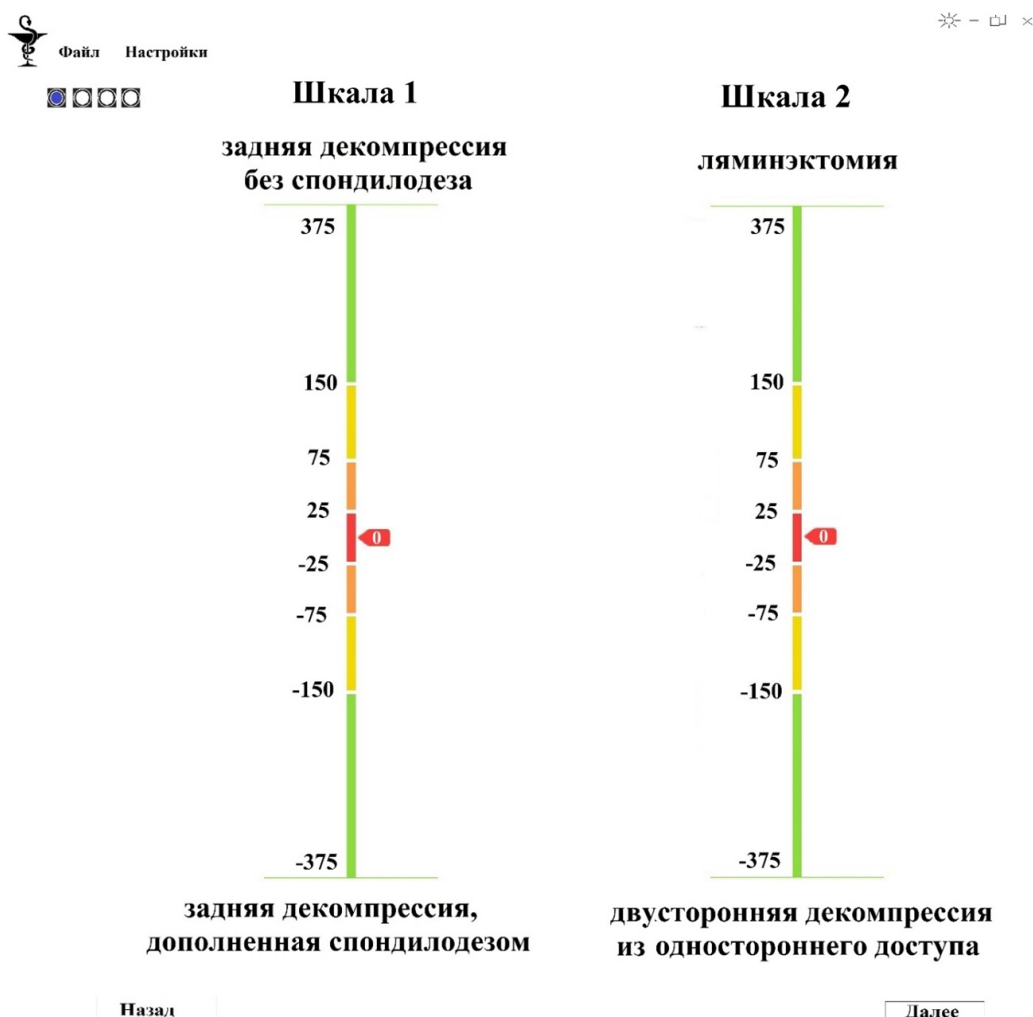 Файл Настройки
Шкала 1
задняя декомпрессия
без спондилодеза
375
150
75
25
0
-25
-75
-150
-375
задняя декомпрессия,
дополненная спондилодезом
Шкала 2
ляминэктомия
375
150
75
25
0
-25
-75
-150
-375
двусторонняя декомпрессия
из одностороннего доступа
Назад
Далее